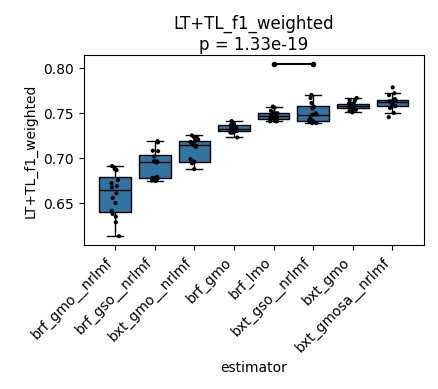 LT+TL_f1_weighted
p = 1.33e-19
LT+TL_f1_weighted
0.80
0.75
0.70
0.65
brf_gmo__nrlmf
brf_gso__nrlmf
bxt_gmo__nrlmf
brf_gmo
brf_lmo
bxt_gso__nrlmf
bxt_gmo
bxt_gmosa__nrlmf
estimator